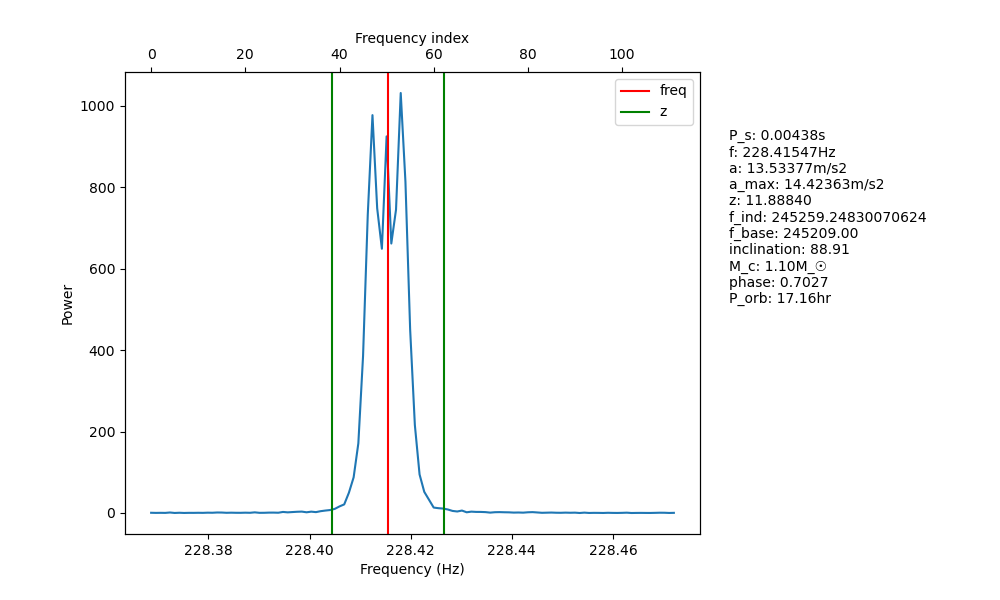 Frequency index
0 20 40 60 80 100
freq
z
1000
800
600
400
200
0
Power
228.38 228.40 228.42 228.44 228.46
Frequency (Hz)
P_s: 0.00438s
f: 228.41547Hz
a: 13.53377m/s2
a_max: 14.42363m/s2
z: 11.88840
f_ind: 245259.24830070624
f_base: 245209.00
inclination: 88.91
M_c: 1.10M_☉
phase: 0.7027
P_orb: 17.16hr